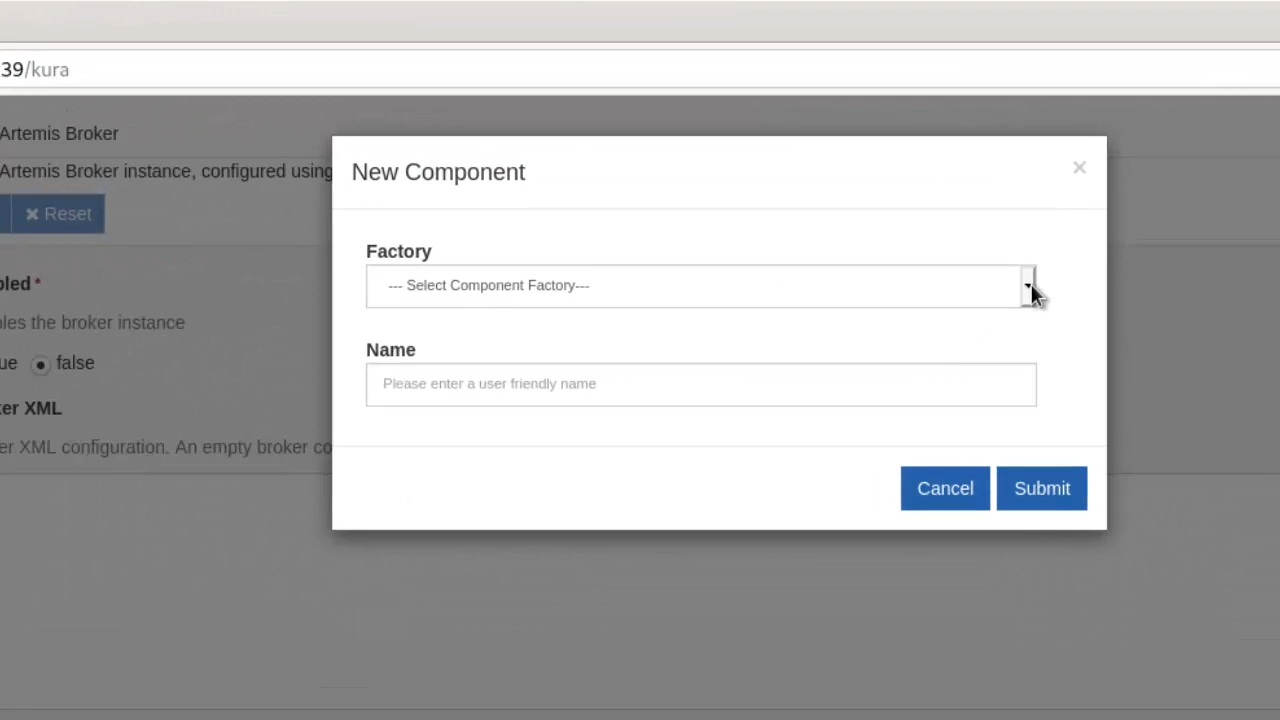 39/kura
Artemis Broker
Artemis Broker instance, configured using
Reset
New Component
×
Factory
--- Select Component Factory---
Name
Please enter a user friendly name
Cancel
Submit
bled *
les the broker instance
ue false
ker XML
er XML configuration. An empty broker co